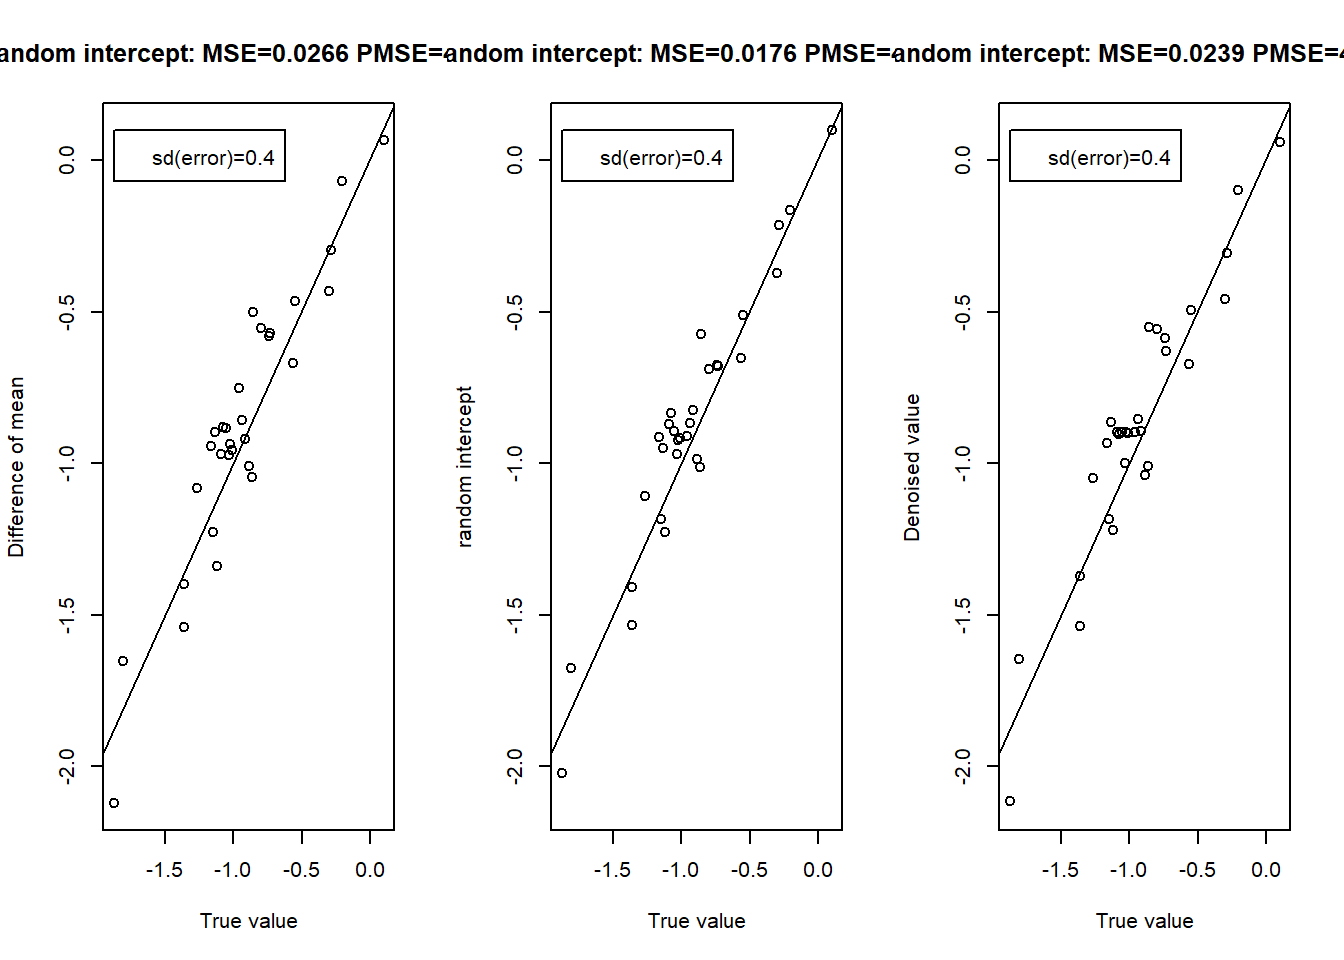 andom intercept: MSE=0.0266 PMSE=
andom intercept: MSE=0.0176 PMSE=
andom intercept: MSE=0.0239 PMSE=4
sd(error)=0.4
Difference of mean
0.0
-0.5
-1.0
-1.5
-2.0
-1.5 -1.0 -0.5 0.0
True value
sd(error)=0.4
random intercept
0.0
-0.5
-1.0
-1.5
-2.0
-1.5 -1.0 -0.5 0.0
True value
sd(error)=0.4
Denoised value
0.0
-0.5
-1.0
-1.5
-2.0
-1.5 -1.0 -0.5 0.0
True value